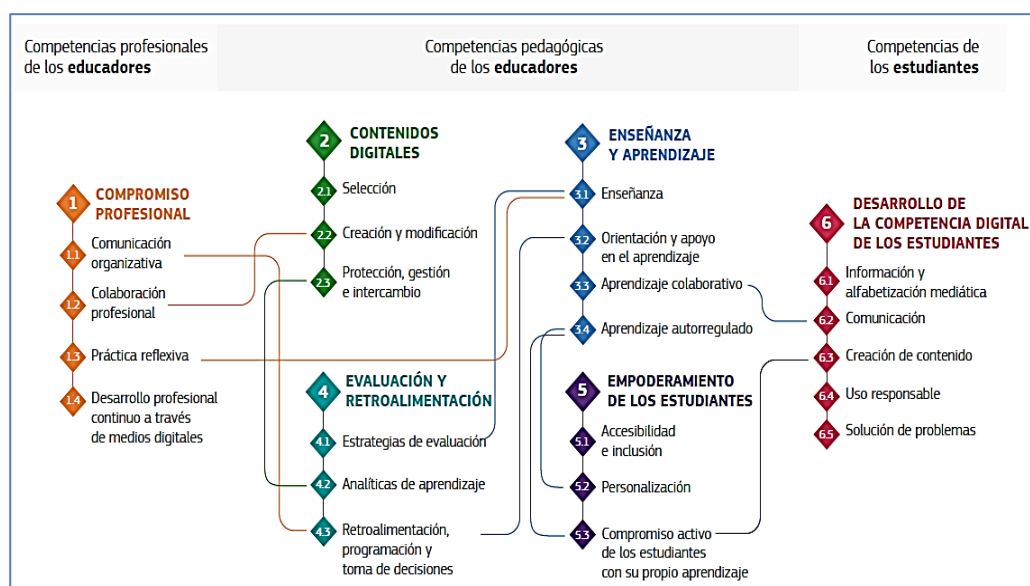 Competencias profesionales
de los educadores
Competencias pedagógicas
de los educadores
Competencias de
los estudiantes
1
COMPROMISO
PROFESIONAL
1.1
Comunicación
organizativa
1.2
Colaboración
profesional
1.3
Práctica reflexiva
1.4
Desarrollo profesional
continuo a través
de medios digitales
2
CONTENIDOS
DIGITALES
2.1
Selección
2.2
Creación y modificación
2.3
Protección, gestión
e intercambio
4
EVALUACIÓN Y
RETROALIMENTACIÓN
4.1
Estrategias de evaluación
4.2
Analíticas de aprendizaje
4.3
Retroalimentación,
programación y
toma de decisiones
3
ENSEÑANZA
Y APRENDIZAJE
3.1
Enseñanza
3.2
Orientación y apoyo
en el aprendizaje
3.3
Aprendizaje colaborativo
3.4
Aprendizaje autorregulado
5
EMPODERAMIENTO
DE LOS ESTUDIANTES
5.1
Accesibilidad
e inclusión
5.2
Personalización
5.3
Compromiso activo
de los estudiantes
con su propio aprendizaje
6
DESARROLLO DE
LA COMPETENCIA DIGITAL
DE LOS ESTUDIANTES
6.1
Información y
alfabetización mediática
6.2
Comunicación
6.3
Creación de contenido
6.4
Uso responsable
6.5
Solución de problemas